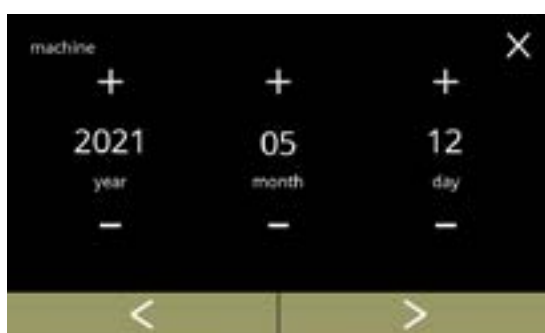 machine
+ + +
2021 05 12
year month day
- - -
< >